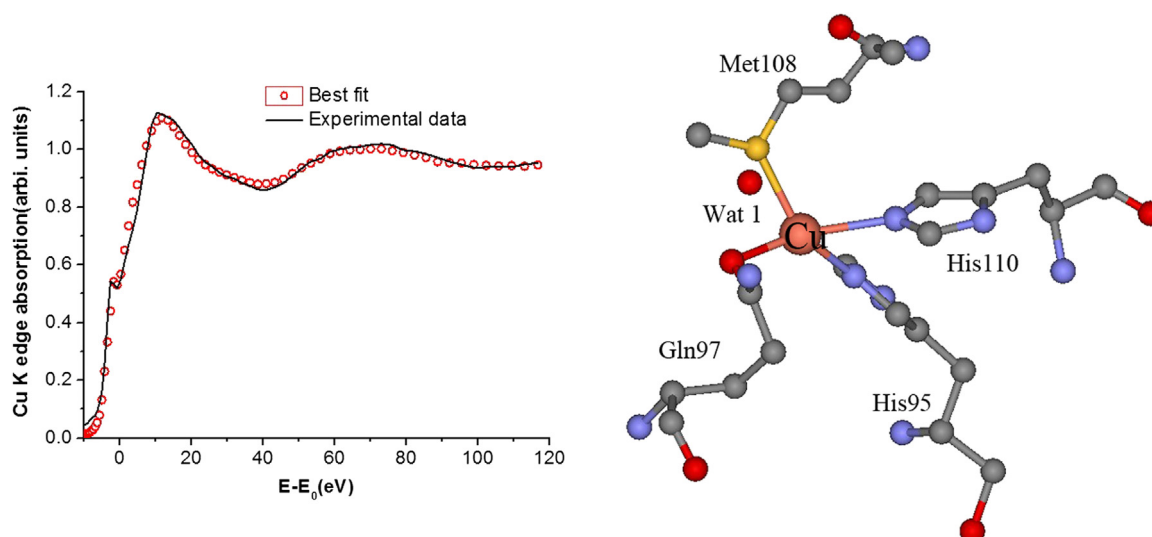 Cu K edge absorption(arbi. units)
1.2
1.0
0.8
0.6
0.4
0.2
0.0
Best fit
Experimental data
0 20 40 60 80 100 120
E-E₀(eV)
Met108
Wat 1
Cu
His110
Gln97
His95